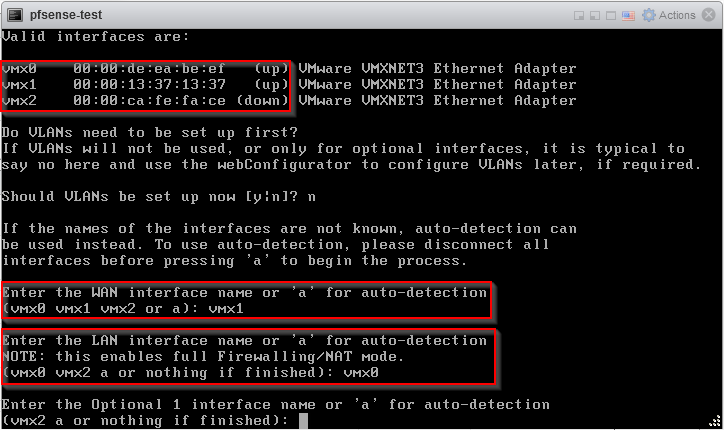 pfsense-test
Actions
Valid interfaces are:
vmx0 00:00:de:ea:be:ef (up) VMware VMXNET3 Ethernet Adapter
vmx1 00:00:13:37:13:37 (up) VMware VMXNET3 Ethernet Adapter
vmx2 00:00:ca:fe:fa:ce (down) VMware VMXNET3 Ethernet Adapter
Do VLANs need to be set up first?
If VLANs will not be used, or only for optional interfaces, it is typical to
say no here and use the webConfigurator to configure VLANs later, if required.
Should VLANs be set up now [y|n]? n
If the names of the interfaces are not known, auto-detection can
be used instead. To use auto-detection, please disconnect all
interfaces before pressing 'a' to begin the process.
Enter the WAN interface name or 'a' for auto-detection
(vmx0 vmx1 vmx2 or a): vmx1
Enter the LAN interface name or 'a' for auto-detection
NOTE: this enables full Firewalling/NAT mode.
(vmx0 vmx2 a or nothing if finished): vmx0
Enter the Optional 1 interface name or 'a' for auto-detection
(vmx2 a or nothing if finished):